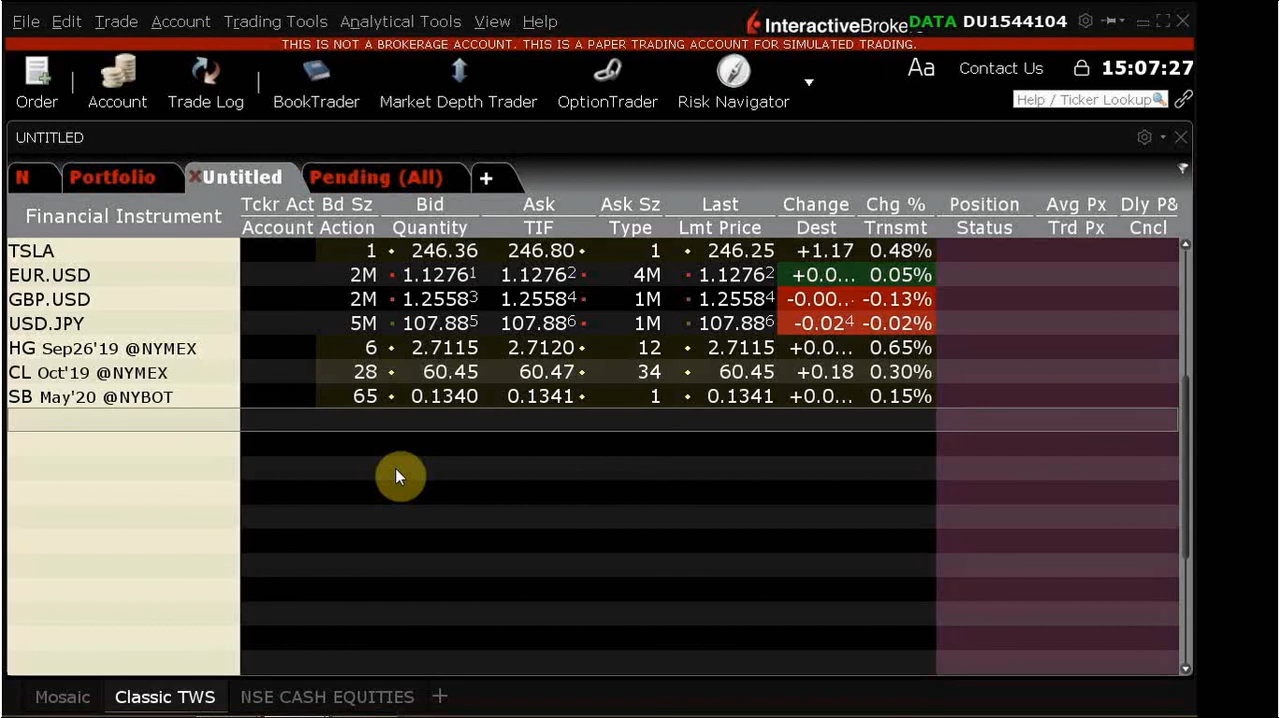 File Edit Trade Account Trading Tools Analytical Tools View Help InteractiveBroke DATA DU1544104
THIS IS NOT A BROKERAGE ACCOUNT. THIS IS A PAPER TRADING ACCOUNT FOR SIMULATED TRADING.
Order Account Trade Log BookTrader Market Depth Trader OptionTrader Risk Navigator Aa Contact Us 15:07:27
Help / Ticker Lookup
UNTITLED
N Portfolio Untitled Pending (All) +
Financial Instrument Tckr Act Bd Sz Bid Ask Ask Sz Last Change Chg % Position Avg Px Dly P&
Account Action Quantity TIF Type Lmt Price Dest Trnsmt Status Trd Px Cncl
TSLA 1 246.36 246.80 1 246.25 +1.17 0.48%
EUR.USD 2M 1.1276¹ 1.1276² 4M 1.1276² +0.0... 0.05%
GBP.USD 2M 1.2558³ 1.2558⁴ 1M 1.2558⁴ -0.00... -0.13%
USD.JPY 5M 107.88⁵ 107.88⁶ 1M 107.88⁶ -0.02⁴ -0.02%
HG Sep26'19 @NYMEX 6 2.7115 2.7120 12 2.7115 +0.0... 0.65%
CL Oct'19 @NYMEX 28 60.45 60.47 34 60.45 +0.18 0.30%
SB May'20 @NYBOT 65 0.1340 0.1341 1 0.1341 +0.0... 0.15%
Mosaic Classic TWS NSE CASH EQUITIES +